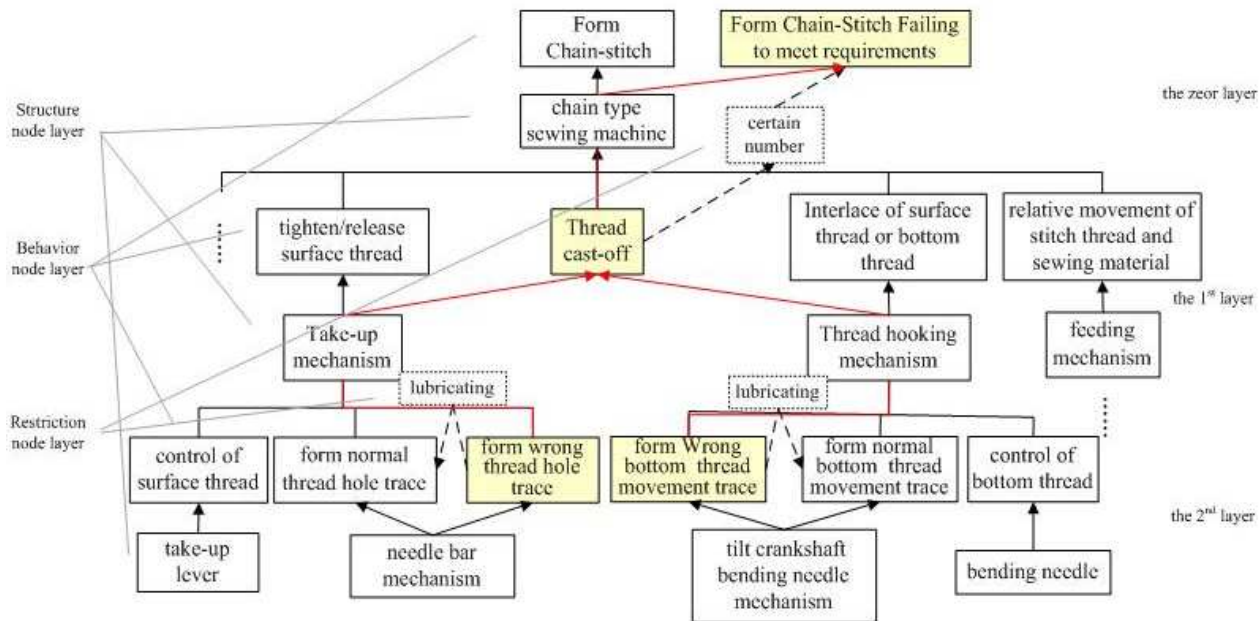 Form
Chain-stitch
Form Chain-Stitch Failing
to meet requirements
Structure
node layer
chain type
sewing machine
certain
number
the zeor layer
Behavior
node layer
tighten/release
surface thread
Thread
cast-off
Interlace of surface
thread or bottom
thread
relative movement of
stitch thread and
sewing material
the 1st layer
Take-up
mechanism
Thread hooking
mechanism
feeding
mechanism
Restriction
node layer
lubricating
lubricating
control of
surface thread
form normal
thread hole trace
form wrong
thread hole
trace
form Wrong
bottom thread
movement trace
form normal
bottom thread
movement trace
control of
bottom thread
the 2nd layer
take-up
lever
needle bar
mechanism
tilt crankshaft
bending needle
mechanism
bending needle